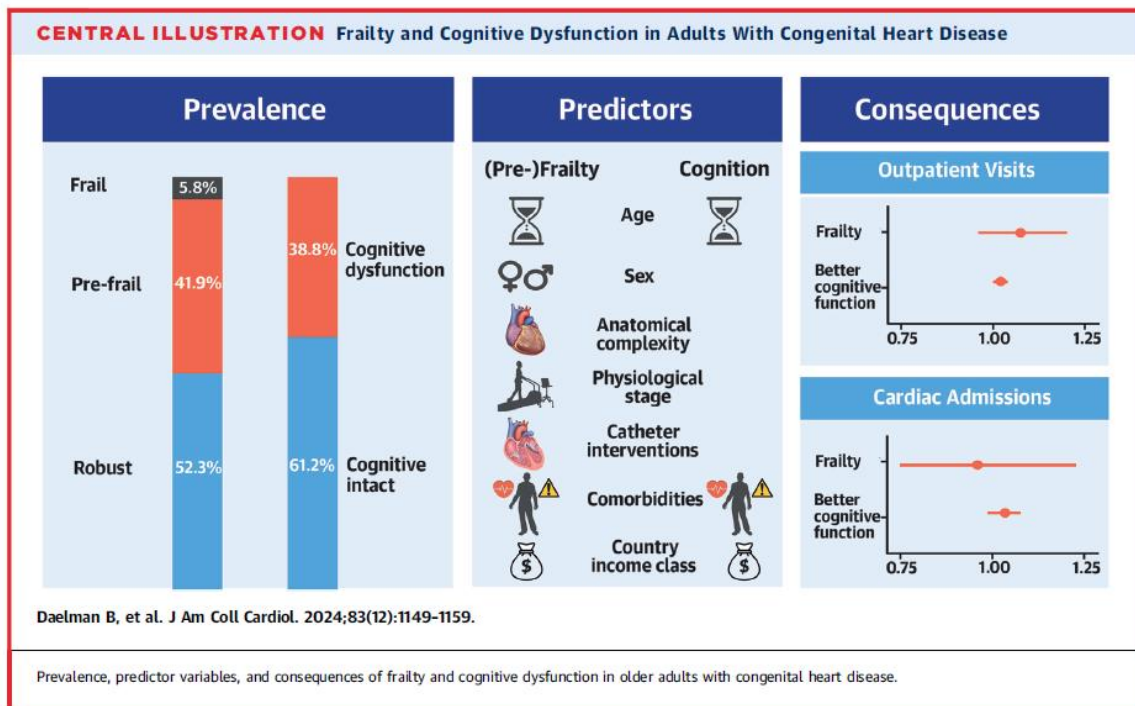 CENTRAL ILLUSTRATION Frailty and Cognitive Dysfunction in Adults With Congenital Heart Disease
Prevalence
Frail
5.8%
Pre-frail
41.9%
Robust
52.3%
38.8%
Cognitive
dysfunction
61.2%
Cognitive
intact
Predictors
(Pre-)Frailty
Cognition
Age
Sex
Anatomical
complexity
Physiological
stage
Catheter
interventions
Comorbidities
Country
income class
$
$
Consequences
Outpatient Visits
Frailty
Better
cognitive
function
0.75
1.00
1.25
Cardiac Admissions
Frailty
Better
cognitive
function
0.75
1.00
1.25
Daelman B, et al. J Am Coll Cardiol. 2024;83(12):1149-1159.
Prevalence, predictor variables, and consequences of frailty and cognitive dysfunction in older adults with congenital heart disease.